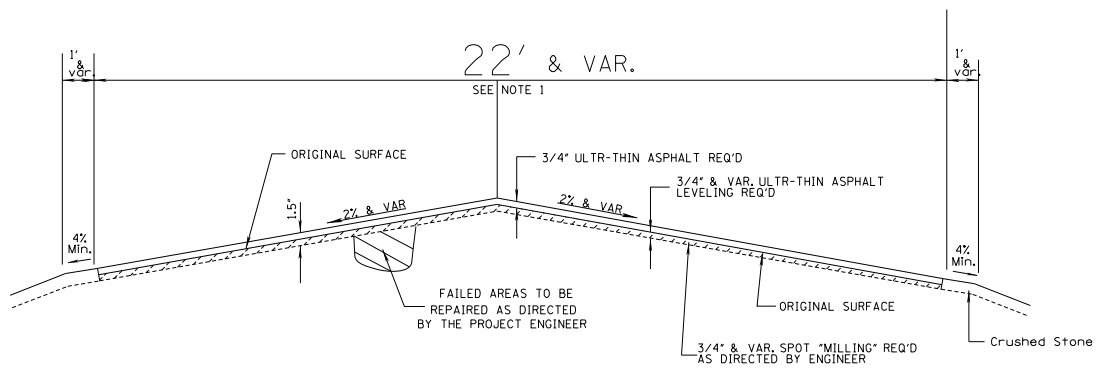 1'
&
var.
22' & VAR.
1'
&
var.
SEE NOTE 1
ORIGINAL SURFACE
3/4" ULTR-THIN ASPHALT REQ'D
3/4" & VAR. ULTR-THIN ASPHALT
LEVELING REQ'D
1.5"
2% & VAR
2% & VAR
4%
Min.
4%
Min.
FAILED AREAS TO BE
REPAIRED AS DIRECTED
BY THE PROJECT ENGINEER
ORIGINAL SURFACE
Crushed Stone
3/4" & VAR. SPOT "MILLING" REQ'D
AS DIRECTED BY ENGINEER